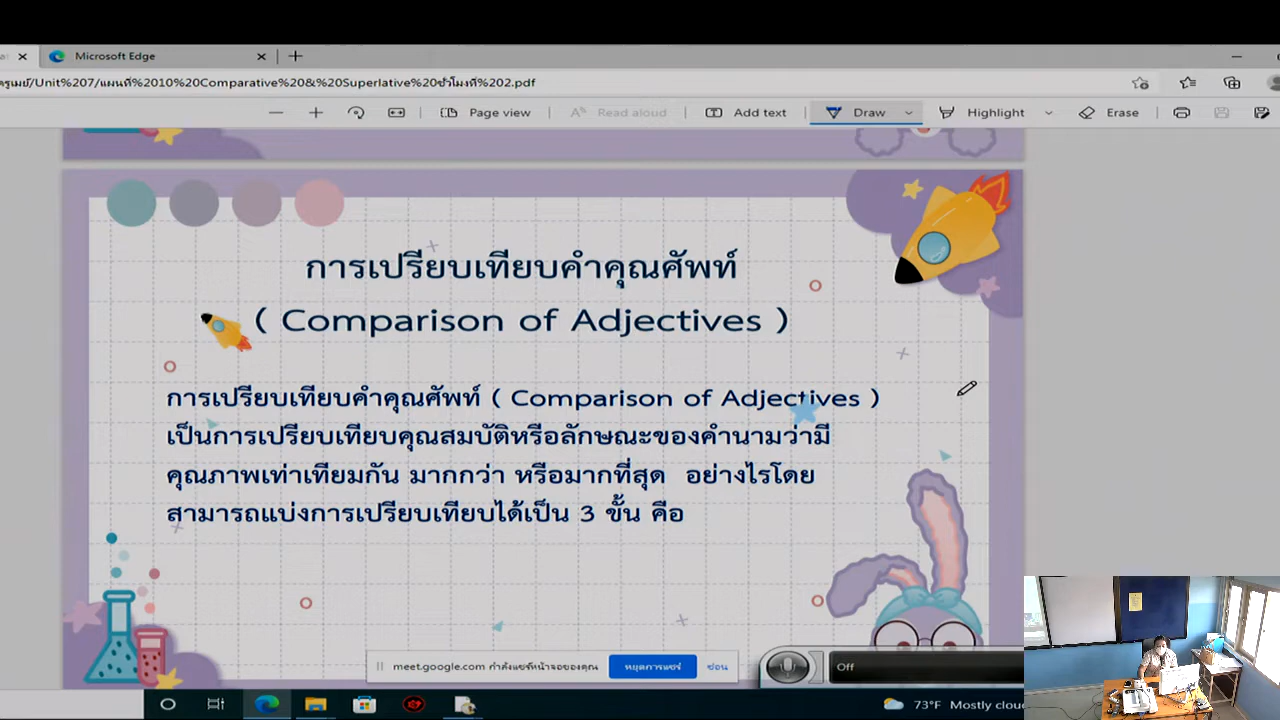 Microsoft Edge
ครูเมย์/Unit%207/แผนที่%2010%20Comparative%20&%20Superlative%20ชั่วโมงที่%202.pdf
Page view
Read aloud
Add text
Draw
Highlight
Erase
การเปรียบเทียบคำคุณศัพท์
( Comparison of Adjectives )
การเปรียบเทียบคำคุณศัพท์ ( Comparison of Adjectives )
เป็นการเปรียบเทียบคุณสมบัติหรือลักษณะของคำนามว่ามี
คุณภาพเท่าเทียมกัน มากกว่า หรือมากที่สุด อย่างไรโดย
สามารถแบ่งการเปรียบเทียบได้เป็น 3 ขั้น คือ
meet.google.com กำลังแชร์หน้าจอของคุณ
หยุดการแชร์
ซ่อน
Off
73°F Mostly clou